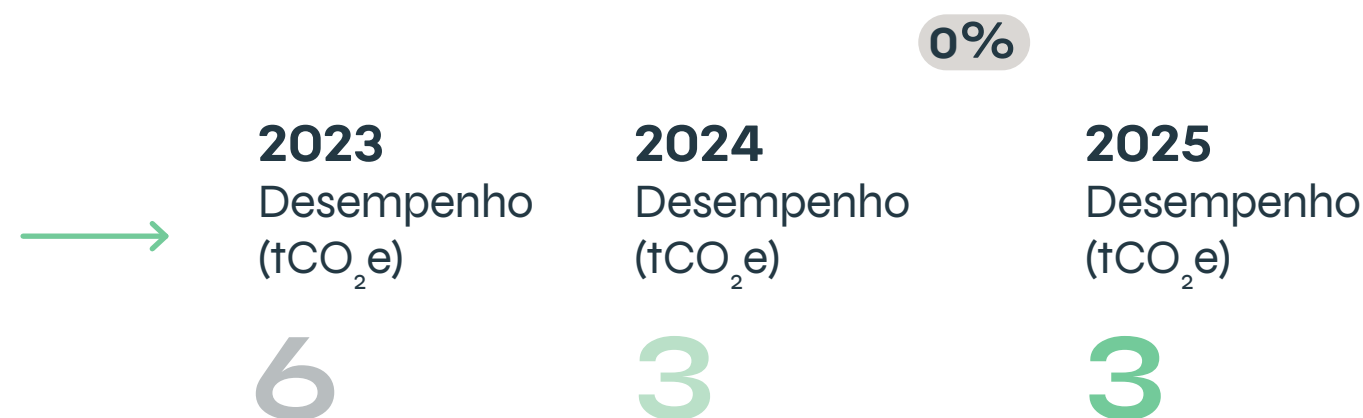 0%
2023
Desempenho
(tCO₂e)
6
2024
Desempenho
(tCO₂e)
3
2025
Desempenho
(tCO₂e)
3